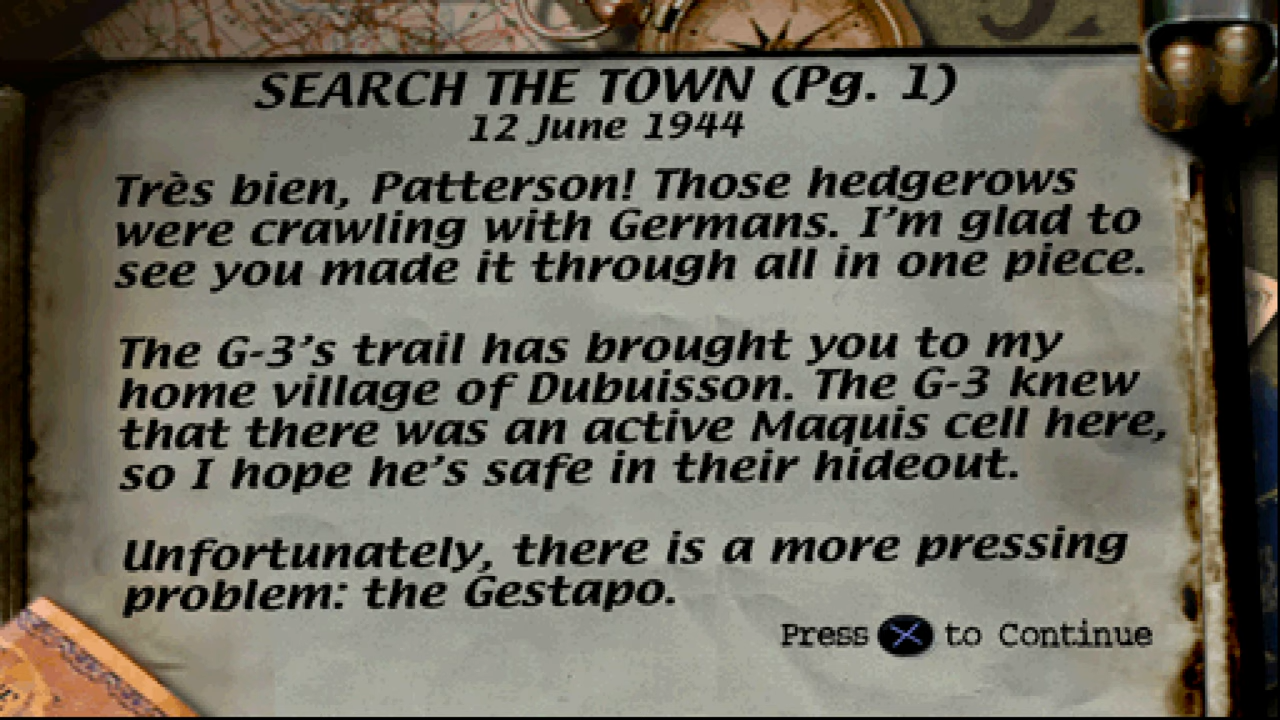 SEARCH THE TOWN (Pg. 1)
12 June 1944
Très bien, Patterson! Those hedgerows
were crawling with Germans. I'm glad to
see you made it through all in one piece.
The G-3's trail has brought you to my
home village of Dubuisson. The G-3 knew
that there was an active Maquis cell here,
so I hope he's safe in their hideout.
Unfortunately, there is a more pressing
problem: the Gestapo.
Press to Continue